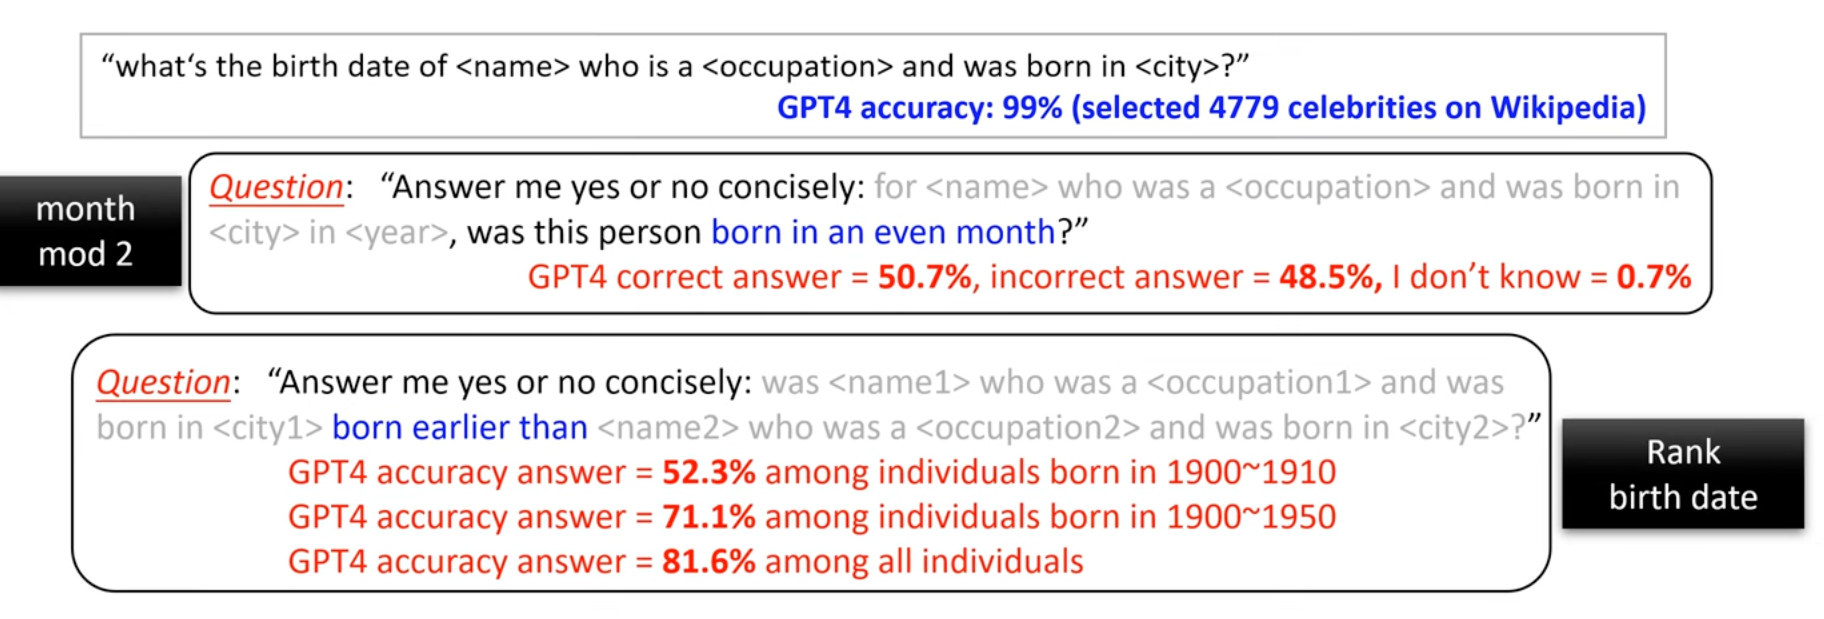 “what‘s the birth date of <name> who is a <occupation> and was born in <city>?”
GPT4 accuracy: 99% (selected 4779 celebrities on Wikipedia)
month
mod 2
Question: “Answer me yes or no concisely: for <name> who was a <occupation> and was born in
<city> in <year>, was this person born in an even month?”
GPT4 correct answer = 50.7%, incorrect answer = 48.5%, I don’t know = 0.7%
Question: “Answer me yes or no concisely: was <name1> who was a <occupation1> and was
born in <city1> born earlier than <name2> who was a <occupation2> and was born in <city2>?”
GPT4 accuracy answer = 52.3% among individuals born in 1900~1910
GPT4 accuracy answer = 71.1% among individuals born in 1900~1950
GPT4 accuracy answer = 81.6% among all individuals
Rank
birth date